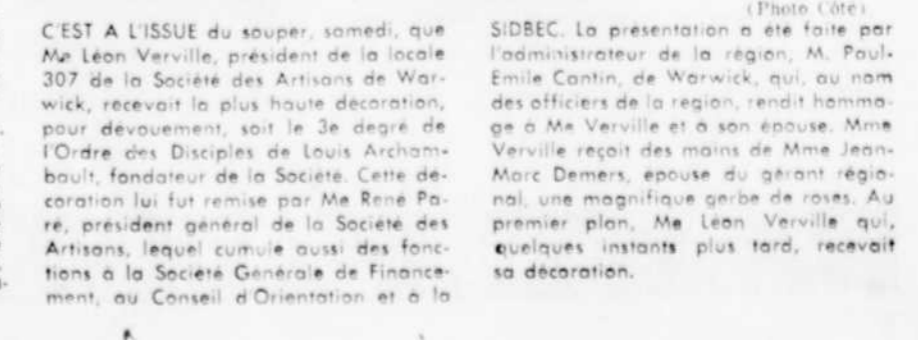 (Photo Côté)
C'EST A L'ISSUE du souper, samedi, que
Me Léon Verville, président de la locale
307 de la Société des Artisans de War-
wick, recevait la plus haute décoration,
pour dévouement, soit le 3e degré de
l'Ordre des Disciples de Louis Archam-
bault, fondateur de la Société. Cette dé-
coration lui fut remise par Me René Pa-
ré, président général de la Société des
Artisans, lequel cumule aussi des fonc-
tions à la Société Générale de Finance-
ment, au Conseil d'Orientation et à la
SIDBEC. La présentation a été faite par
l'administrateur de la région, M. Paul-
Emile Cantin, de Warwick, qui, au nom
des officiers de la région, rendit homma-
ge à Me Verville et à son épouse. Mme
Verville reçoit des mains de Mme Jean-
Marc Demers, épouse du gérant régio-
nal, une magnifique gerbe de roses. Au
premier plan, Me Léon Verville qui,
quelques instants plus tard, recevait
sa décoration.